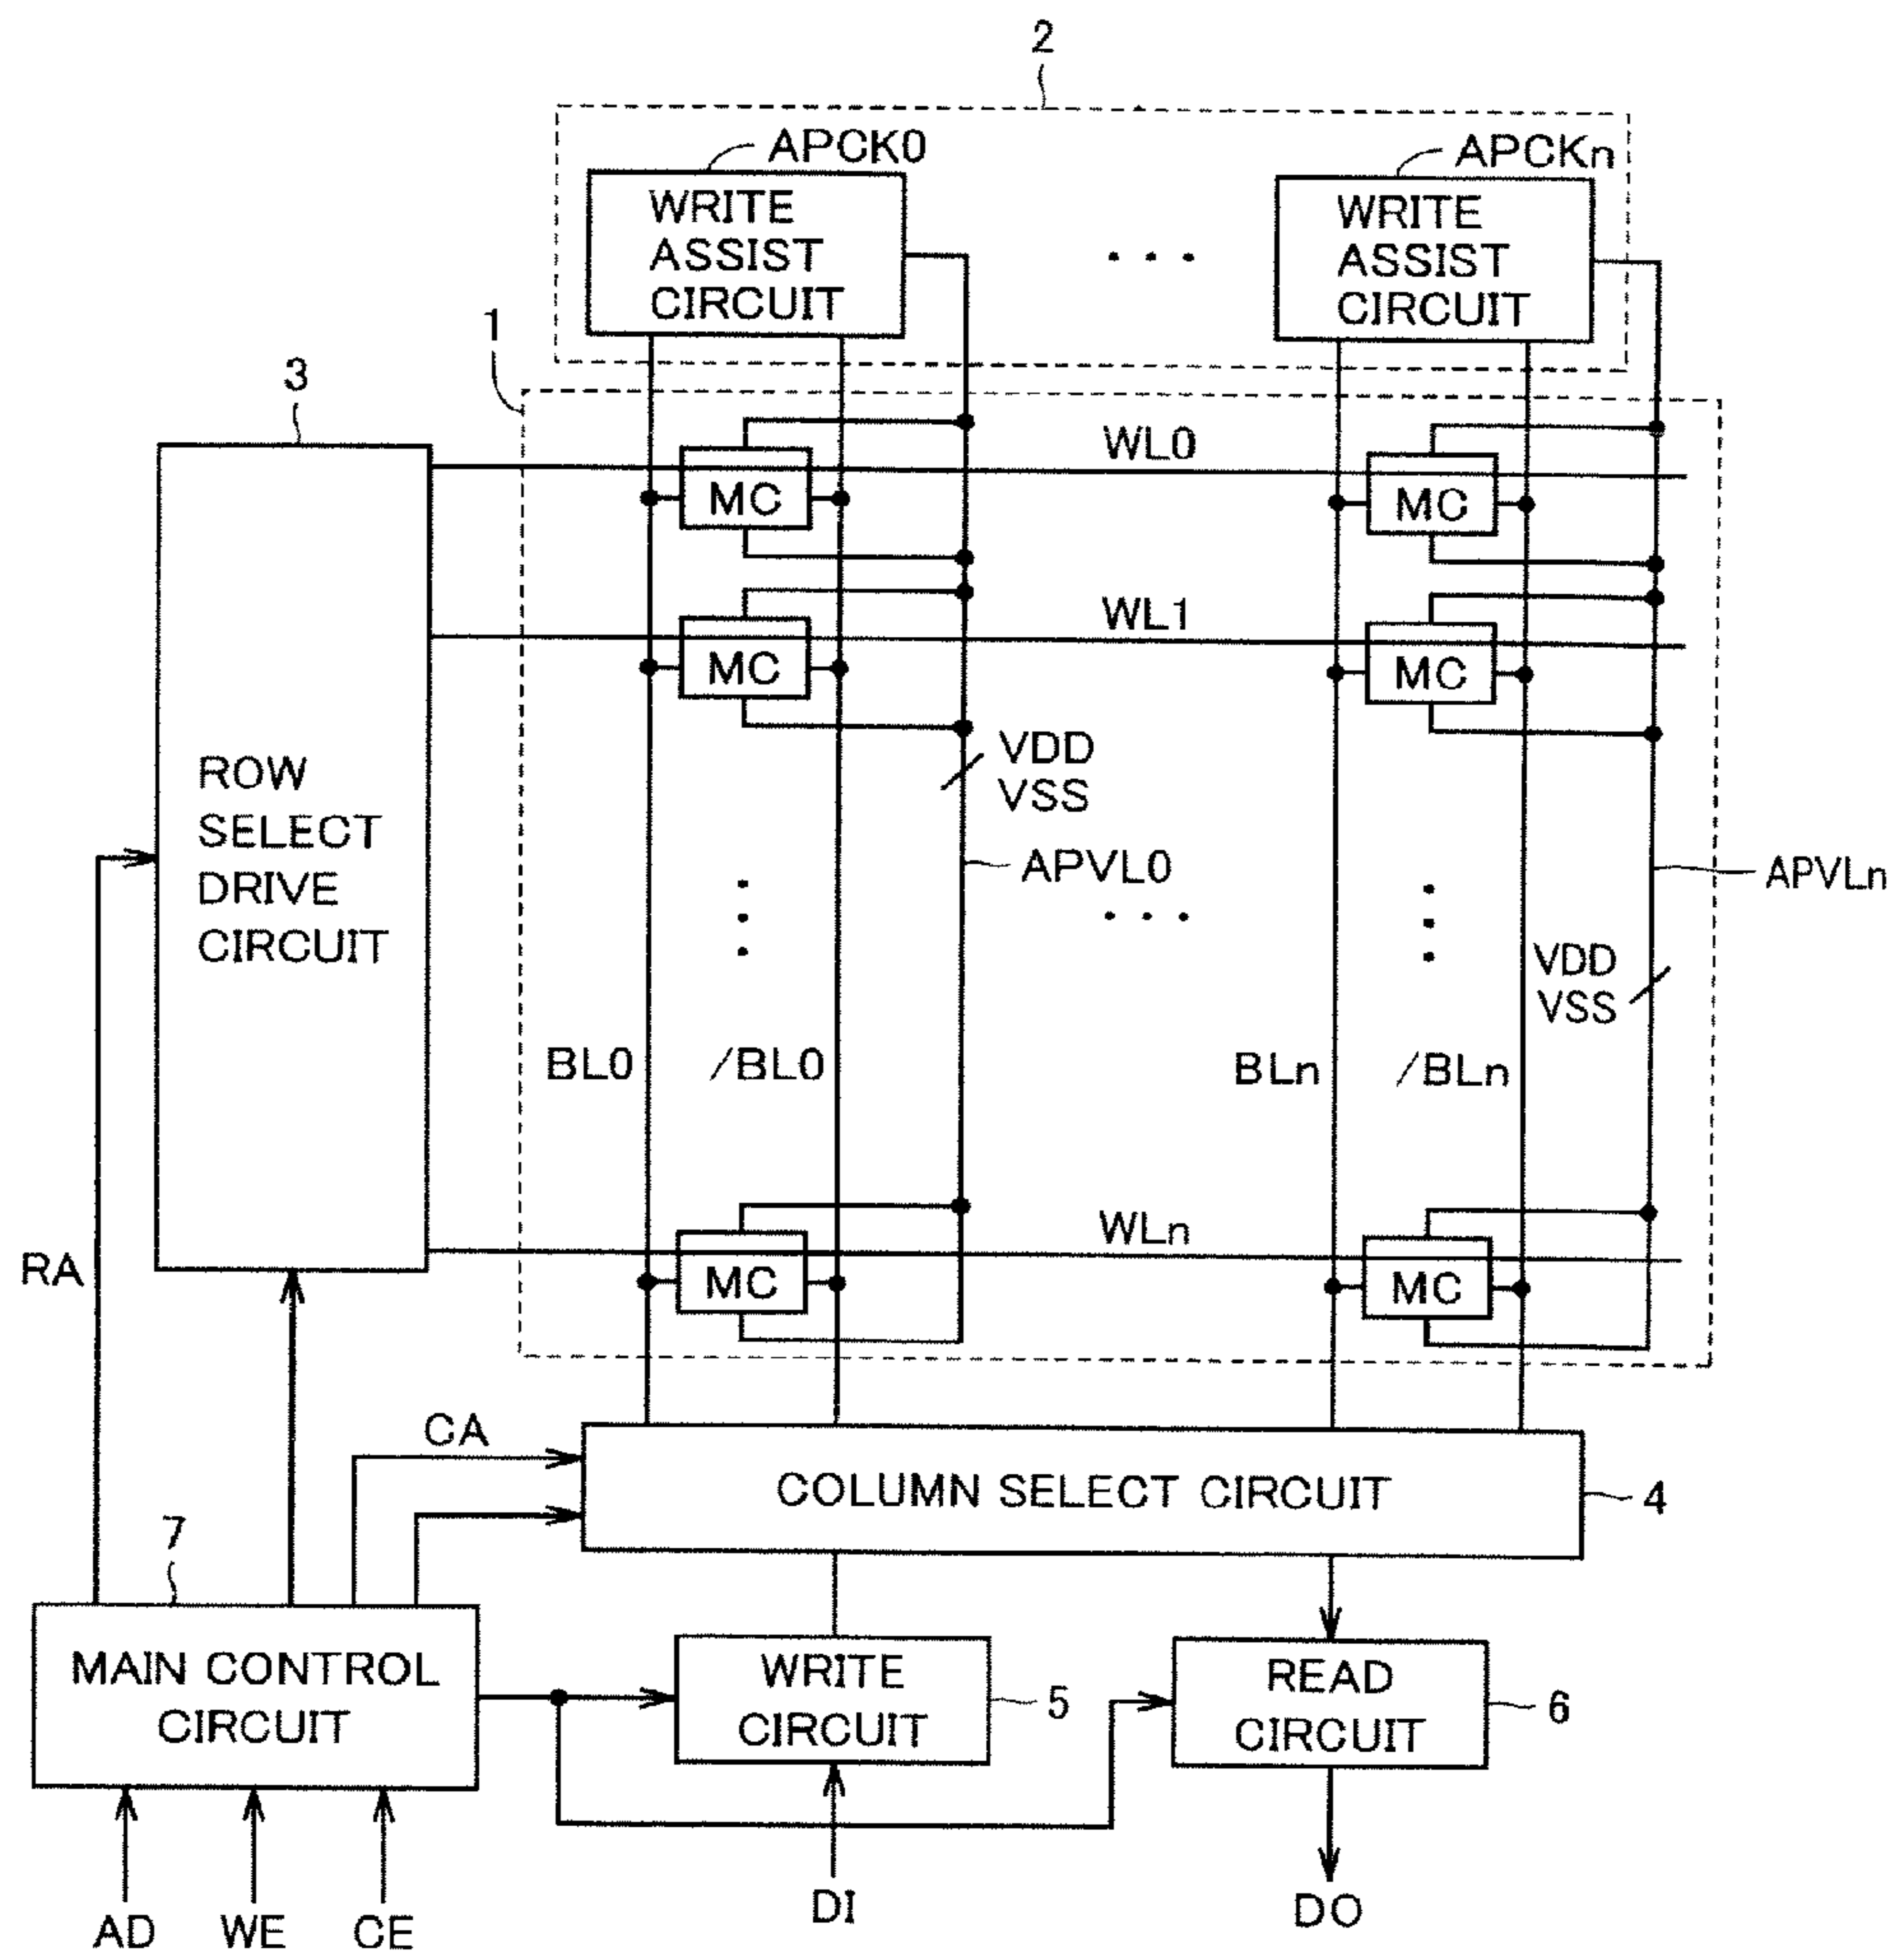 2
APCK0
APCKn
WRITE
ASSIST
CIRCUIT
WRITE
ASSIST
CIRCUIT
1
3
WL0
MC
MC
WL1
MC
MC
VDD
VSS
ROW
SELECT
DRIVE
CIRCUIT
APVL0
APVLn
VDD
VSS
BL0
/BL0
BLn
/BLn
WLn
MC
MC
RA
CA
COLUMN SELECT CIRCUIT
4
7
MAIN CONTROL
CIRCUIT
WRITE
CIRCUIT
5
READ
CIRCUIT
6
AD
WE
CE
DI
DO